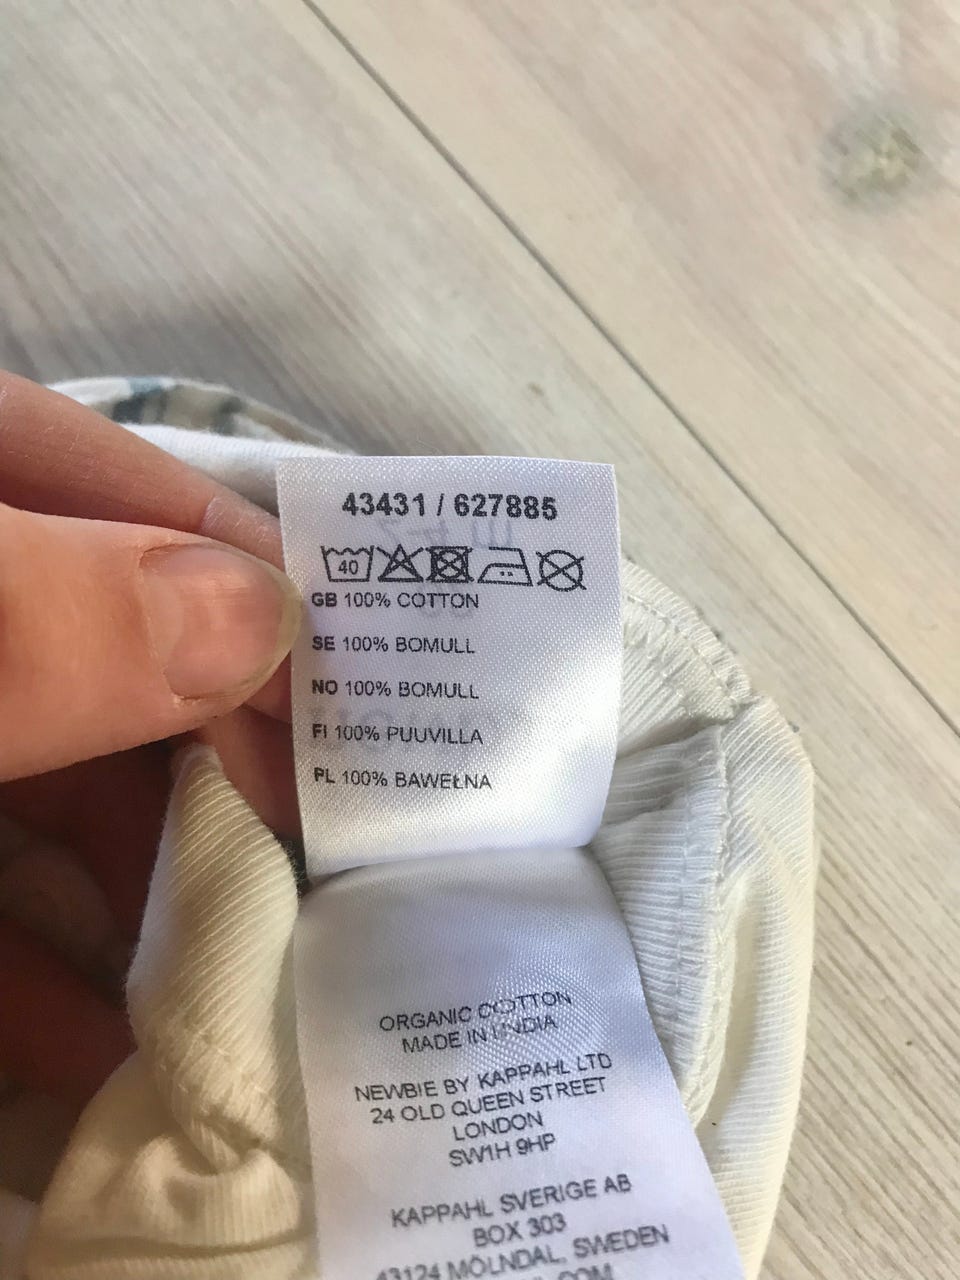 43431 / 627885
40
GB 100% COTTON
SE 100% BOMULL
NO 100% BOMULL
FI 100% PUUVILLA
PL 100% BAWEŁNA
ORGANIC COTTON
MADE IN INDIA
NEWBIE BY KAPPAHL LTD
24 OLD QUEEN STREET
LONDON
SW1H 9HP
KAPPAHL SVERIGE AB
BOX 303
43124 MÖLNDAL, SWEDEN